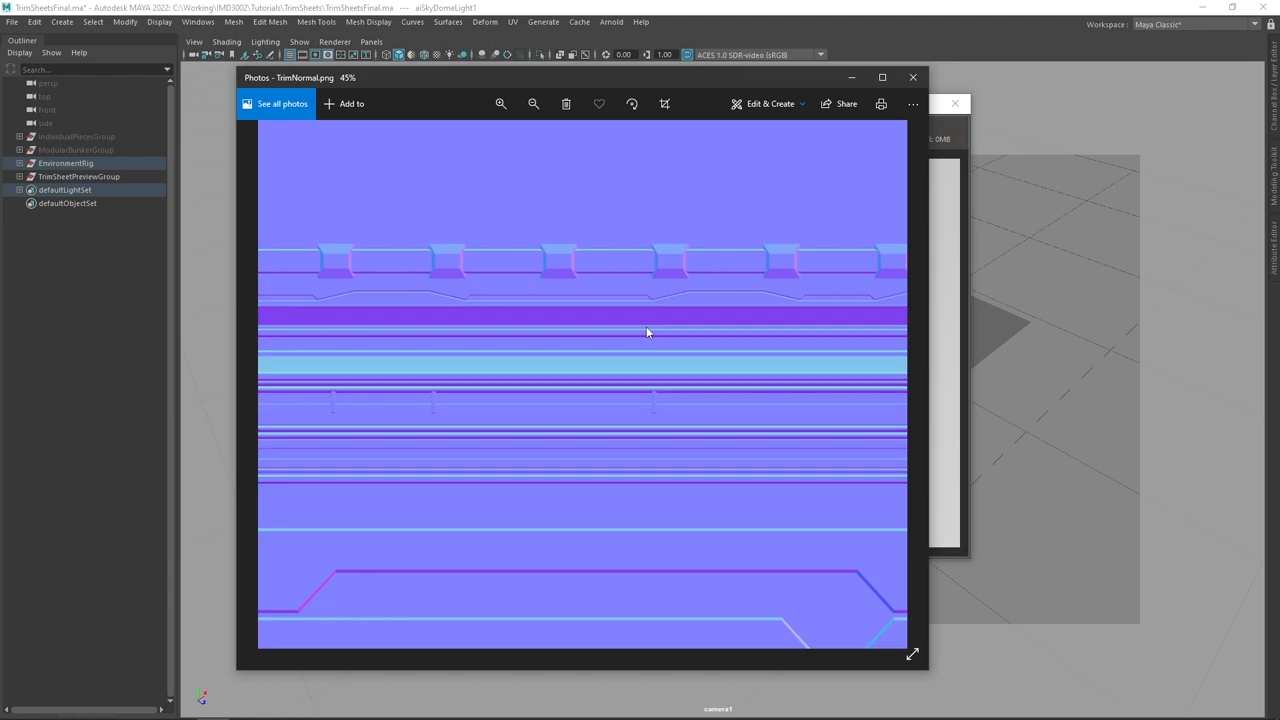 TrimSheetsFinal.ma* - Autodesk MAYA 2022: C:\Working\IMD3002\Tutorials\TrimSheets\TrimSheetsFinal.ma --- aiSkyDomeLight1
File Edit Create Select Modify Display Windows Mesh Edit Mesh Mesh Tools Mesh Display Curves Surfaces Deform UV Generate Cache Arnold Help
Workspace: Maya Classic*
Outliner
Display Show Help
Search...
persp
top
front
side
IndividualPiecesGroup
ModularBunkerGroup
EnvironmentRig
TrimSheetPreviewGroup
defaultLightSet
defaultObjectSet
View Shading Lighting Show Renderer Panels
0.00 1.00 ACES 1.0 SDR-video (sRGB)
Photos - TrimNormal.png 45%
See all photos Add to Edit & Create Share
t: 0MB
camera1
Channel Box / Layer Editor
Modeling Toolkit
Attribute Editor